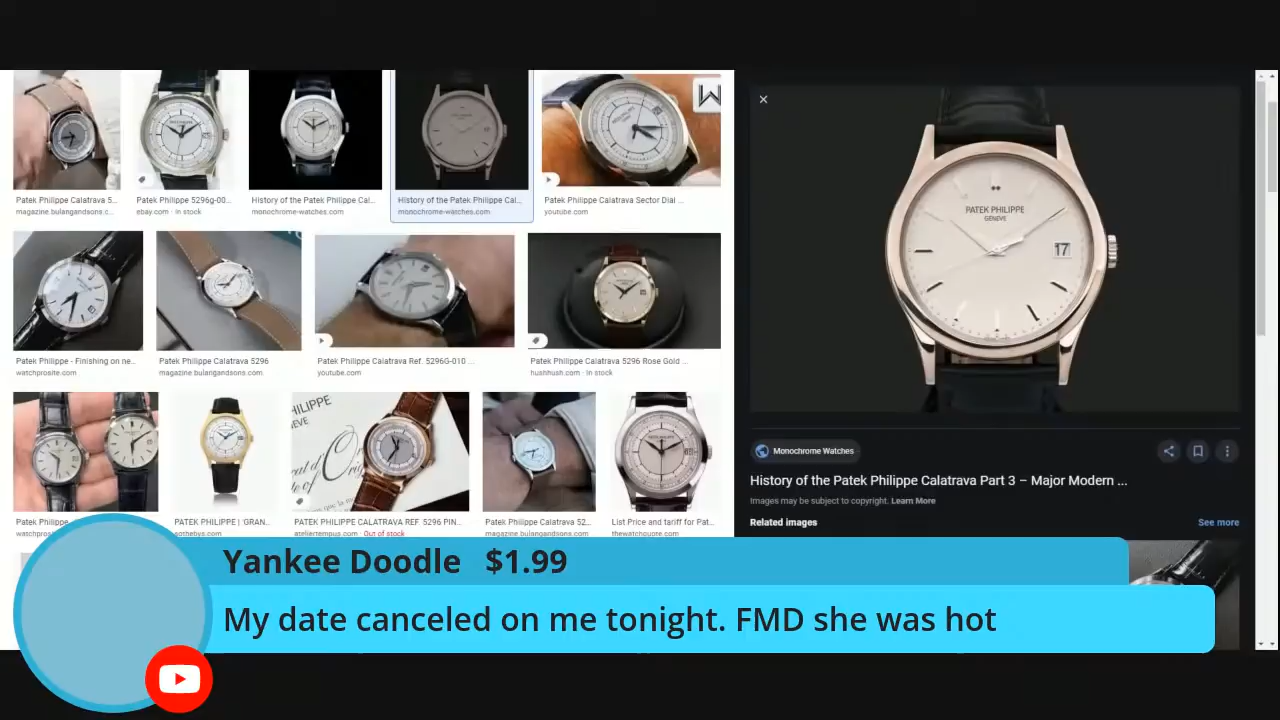 Patek Philippe Calatrava 5...
magazine.bulangandsons.c...
Patek Philippe 5296g-00...
ebay.com · In stock
History of the Patek Philippe Cal...
monochrome-watches.com
History of the Patek Philippe Cal...
monochrome-watches.com
Patek Philippe Calatrava Sector Dial ...
youtube.com
Patek Philippe - Finishing on ne...
watchprosite.com
Patek Philippe Calatrava 5296
magazine.bulangandsons.com
Patek Philippe Calatrava Ref. 5296G-010 ...
youtube.com
Patek Philippe Calatrava 5296 Rose Gold ...
hushhush.com · In stock
Patek Philippe
PATEK PHILIPPE | 'GRAN...
sothebys.com
PATEK PHILIPPE CALATRAVA REF. 5296 PIN...
ateliertempus.com · Out of stock
Patek Philippe Calatrava 52...
magazine.bulangandsons.com
List Price and tariff for Pat...
thewatchquote.com
PATEK PHILIPPE
GENEVE
17
Monochrome Watches
History of the Patek Philippe Calatrava Part 3 – Major Modern ...
Images may be subject to copyright. Learn More
Related images
See more
Yankee Doodle $1.99
My date canceled on me tonight. FMD she was hot